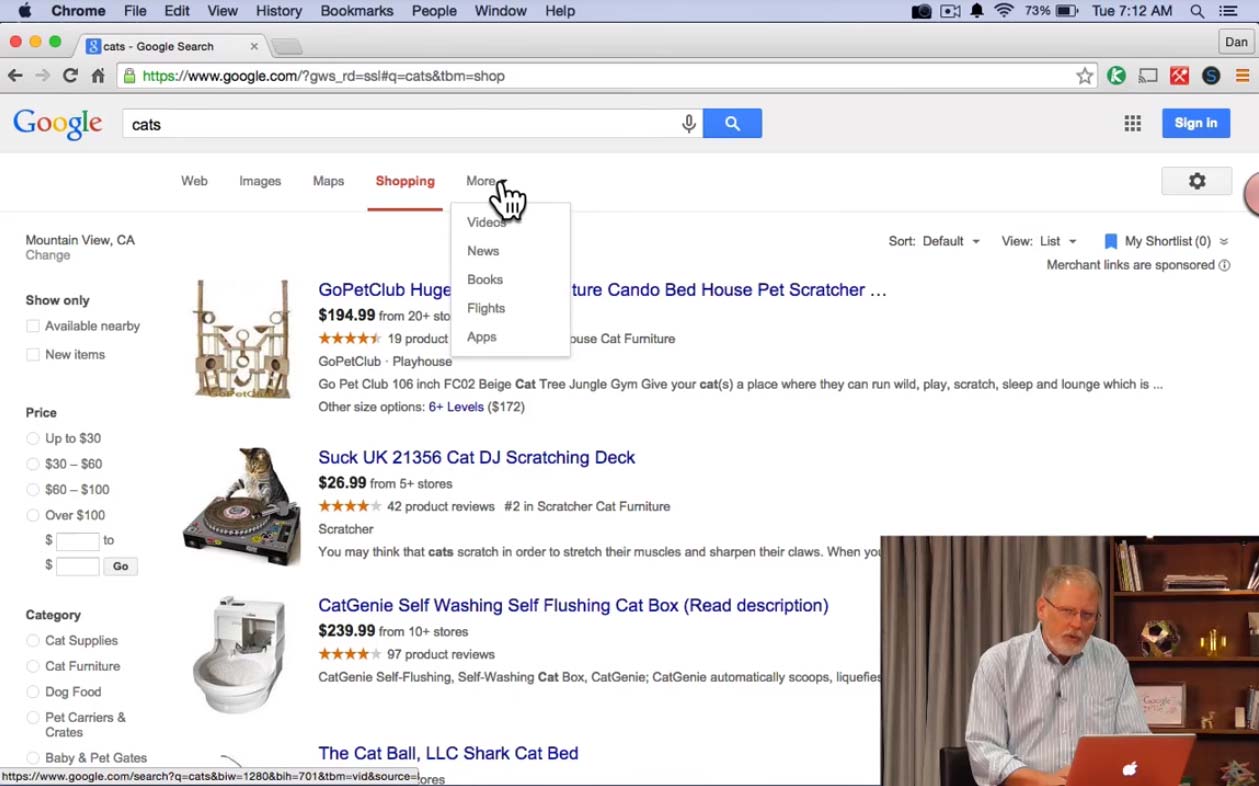 Chrome File Edit View History Bookmarks People Window Help 73% Tue 7:12 AM
cats - Google Search Dan
https://www.google.com/?gws_rd=ssl#q=cats&tbm=shop
Google cats Sign in
Web Images Maps Shopping More
Videos
News
Books
Flights
Apps
Mountain View, CA
Change
Sort: Default View: List My Shortlist (0)
Merchant links are sponsored
Show only
Available nearby
New items
Price
Up to $30
$30 – $60
$60 – $100
Over $100
$ to
$ Go
Category
Cat Supplies
Cat Furniture
Dog Food
Pet Carriers &
Crates
Baby & Pet Gates
GoPetClub Huge ture Cando Bed House Pet Scratcher ...
$194.99 from 20+ sto
19 product ouse Cat Furniture
GoPetClub · Playhouse
Go Pet Club 106 inch FC02 Beige Cat Tree Jungle Gym Give your cat(s) a place where they can run wild, play, scratch, sleep and lounge which is ...
Other size options: 6+ Levels ($172)
GoPetClub
Suck UK 21356 Cat DJ Scratching Deck
$26.99 from 5+ stores
42 product reviews #2 in Scratcher Cat Furniture
Scratcher
You may think that cats scratch in order to stretch their muscles and sharpen their claws. When you
CatGenie Self Washing Self Flushing Cat Box (Read description)
$239.99 from 10+ stores
97 product reviews
CatGenie Self-Flushing, Self-Washing Cat Box, CatGenie; CatGenie automatically scoops, liquefies
The Cat Ball, LLC Shark Cat Bed
ores
https://www.google.com/search?q=cats&biw=1280&bih=701&tbm=vid&source=